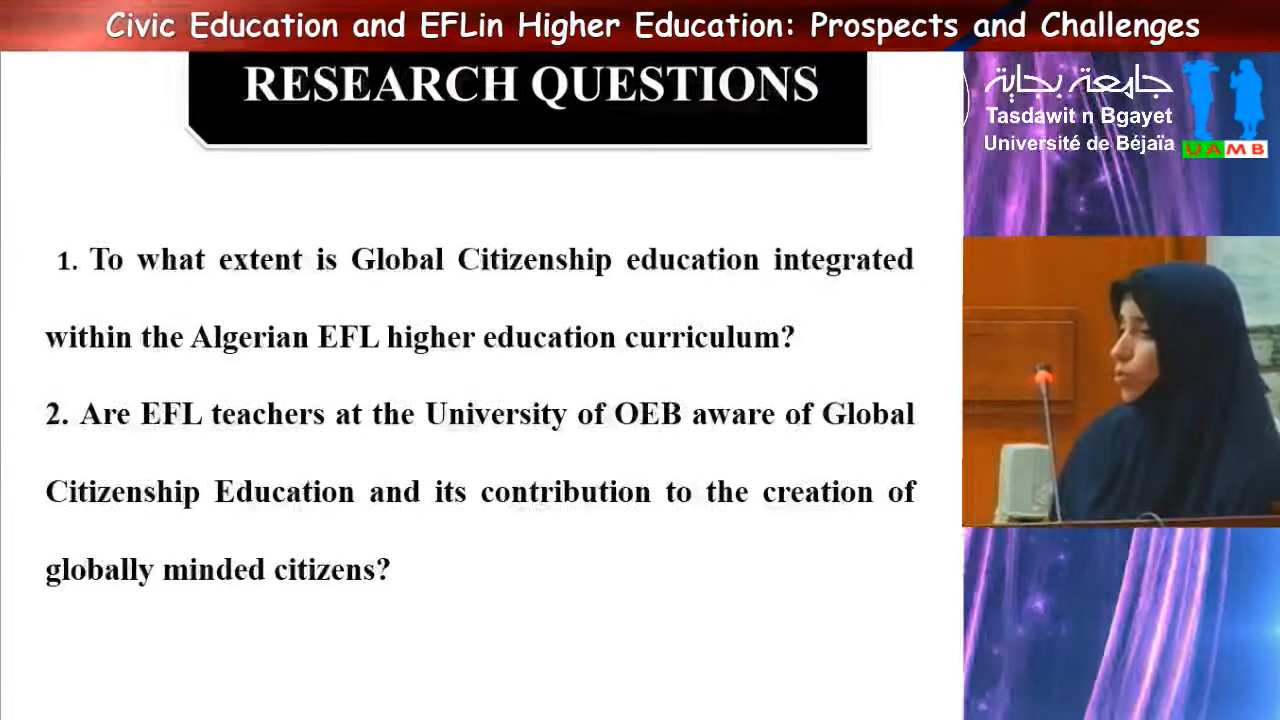 Civic Education and EFLin Higher Education: Prospects and Challenges
RESEARCH QUESTIONS
جامعة بجاية
Tasdawit n Bgayet
Université de Béjaïa
UAMB
1. To what extent is Global Citizenship education integrated
within the Algerian EFL higher education curriculum?
2. Are EFL teachers at the University of OEB aware of Global
Citizenship Education and its contribution to the creation of
globally minded citizens?